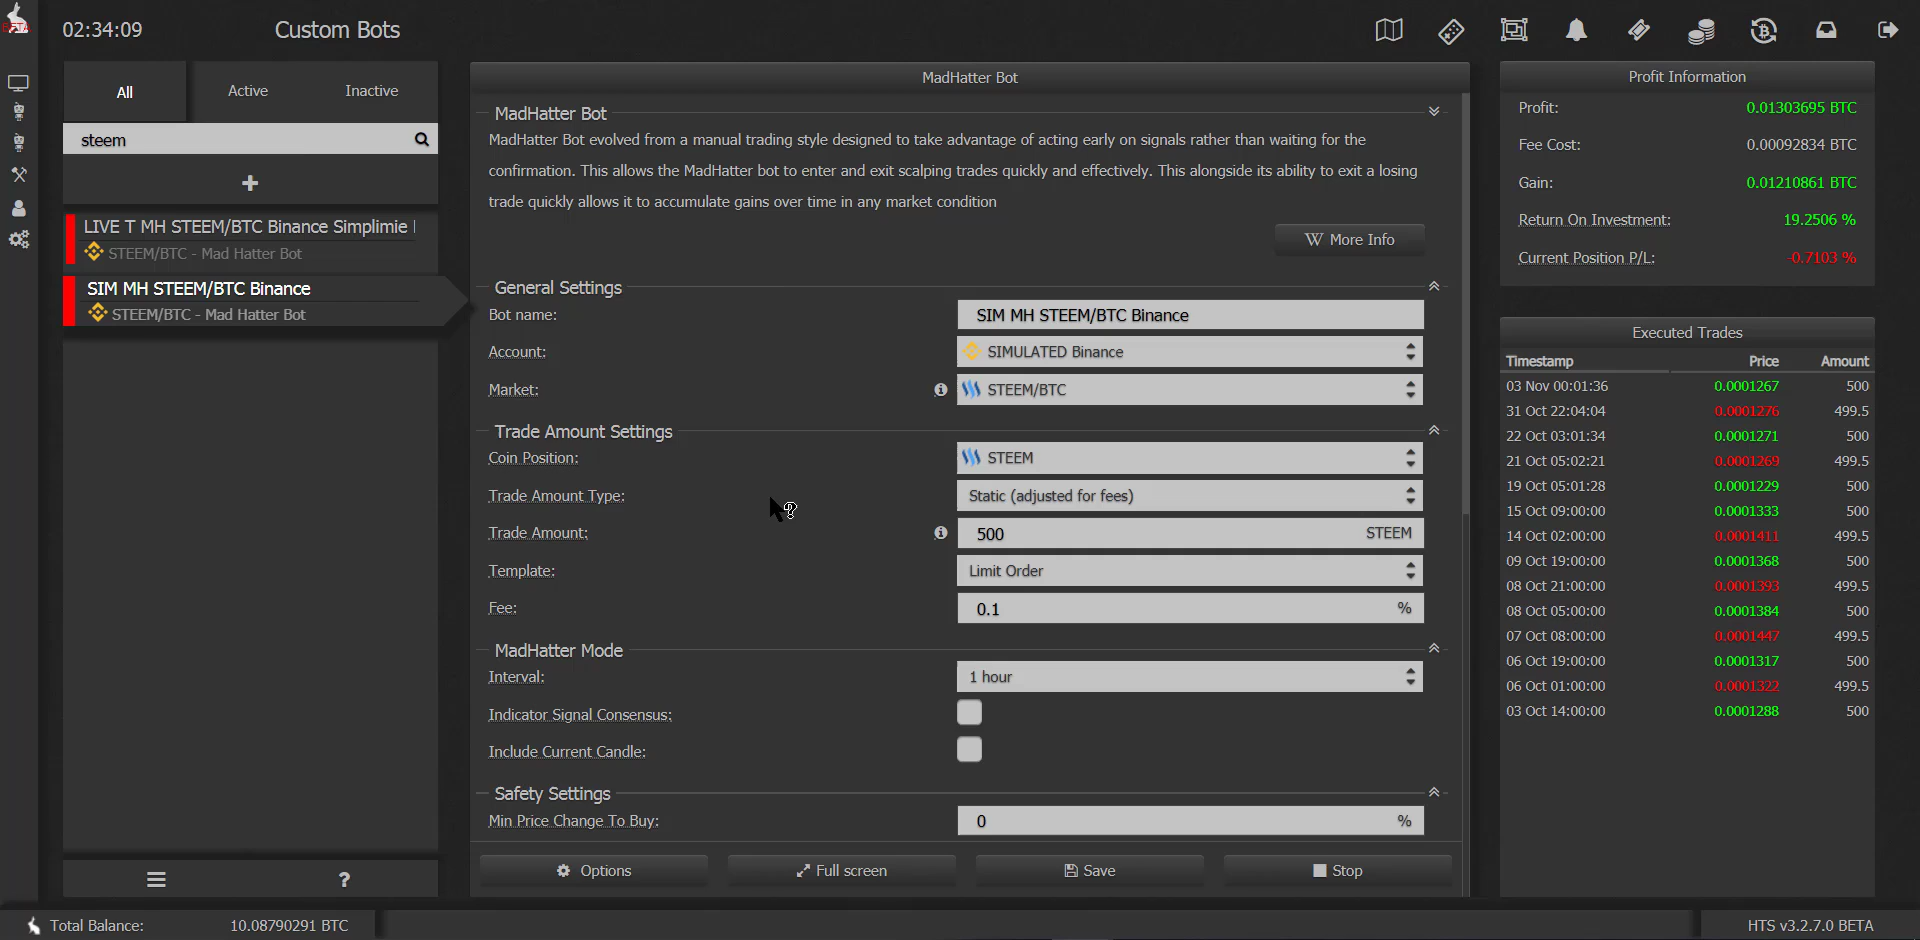 BETA
02:34:09
Custom Bots
All
Active
Inactive
steem
+
LIVE T MH STEEM/BTC Binance Simplimie
STEEM/BTC - Mad Hatter Bot
SIM MH STEEM/BTC Binance
STEEM/BTC - Mad Hatter Bot
?
MadHatter Bot
MadHatter Bot
MadHatter Bot evolved from a manual trading style designed to take advantage of acting early on signals rather than waiting for the
confirmation. This allows the MadHatter bot to enter and exit scalping trades quickly and effectively. This alongside its ability to exit a losing
trade quickly allows it to accumulate gains over time in any market condition
W More Info
General Settings
Bot name:
SIM MH STEEM/BTC Binance
Account:
SIMULATED Binance
Market:
STEEM/BTC
Trade Amount Settings
Coin Position:
STEEM
Trade Amount Type:
Static (adjusted for fees)
Trade Amount:
500 STEEM
Template:
Limit Order
Fee:
0.1 %
MadHatter Mode
Interval:
1 hour
Indicator Signal Consensus:
Include Current Candle:
Safety Settings
Min Price Change To Buy:
0 %
Options
Full screen
Save
Stop
Profit Information
Profit: 0.01303695 BTC
Fee Cost: 0.00092834 BTC
Gain: 0.01210861 BTC
Return On Investment: 19.2506 %
Current Position P/L: -0.7103 %
Executed Trades
Timestamp Price Amount
03 Nov 00:01:36 0.0001267 500
31 Oct 22:04:04 0.0001276 499.5
22 Oct 03:01:34 0.0001271 500
21 Oct 05:02:21 0.0001269 499.5
19 Oct 05:01:28 0.0001229 500
15 Oct 09:00:00 0.0001333 500
14 Oct 02:00:00 0.0001411 499.5
09 Oct 19:00:00 0.0001368 500
08 Oct 21:00:00 0.0001393 499.5
08 Oct 05:00:00 0.0001384 500
07 Oct 08:00:00 0.0001447 499.5
06 Oct 19:00:00 0.0001317 500
06 Oct 01:00:00 0.0001322 499.5
03 Oct 14:00:00 0.0001288 500
Total Balance: 10.08790291 BTC
HTS v3.2.7.0 BETA